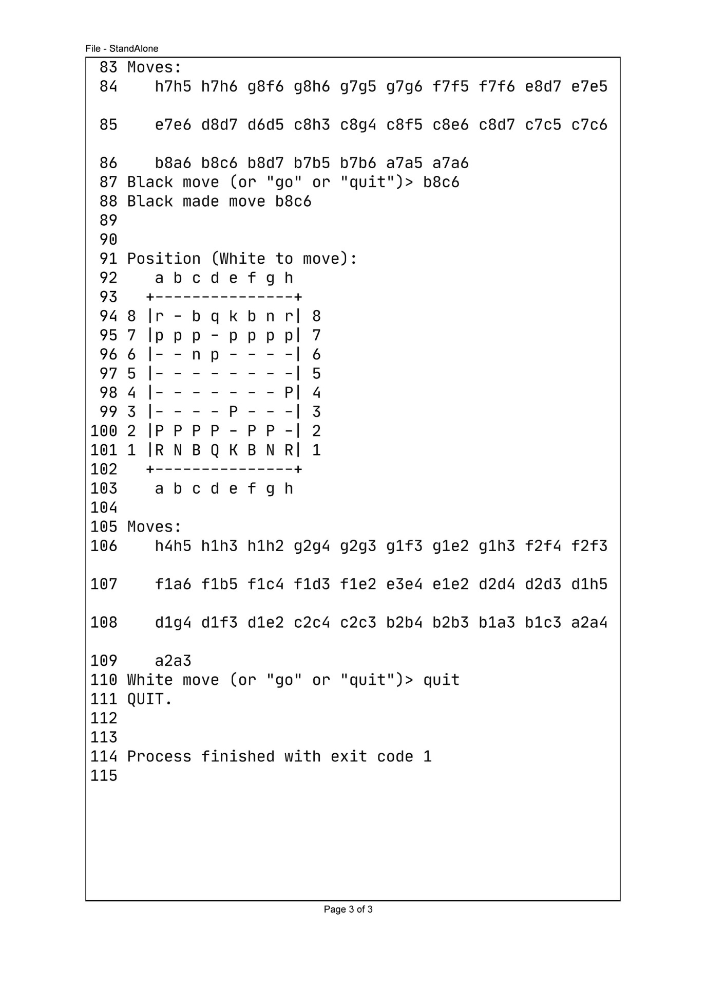 File - StandAlone
83 Moves:
84    h7h5 h7h6 g8f6 g8h6 g7g5 g7g6 f7f5 f7f6 e8d7 e7e5
85    e7e6 d8d7 d6d5 c8h3 c8g4 c8f5 c8e6 c8d7 c7c5 c7c6
86    b8a6 b8c6 b8d7 b7b5 b7b6 a7a5 a7a6
87 Black move (or "go" or "quit")> b8c6
88 Black made move b8c6
89
90
91 Position (White to move):
92    a b c d e f g h
93   +---------------+
94 8 |r - b q k b n r| 8
95 7 |p p p - p p p p| 7
96 6 |- - n p - - - -| 6
97 5 |- - - - - - - -| 5
98 4 |- - - - - - - P| 4
99 3 |- - - - P - - -| 3
100 2 |P P P P - P P -| 2
101 1 |R N B Q K B N R| 1
102   +---------------+
103    a b c d e f g h
104
105 Moves:
106    h4h5 h1h3 h1h2 g2g4 g2g3 g1f3 g1e2 g1h3 f2f4 f2f3
107    f1a6 f1b5 f1c4 f1d3 f1e2 e3e4 e1e2 d2d4 d2d3 d1h5
108    d1g4 d1f3 d1e2 c2c4 c2c3 b2b4 b2b3 b1a3 b1c3 a2a4
109    a2a3
110 White move (or "go" or "quit")> quit
111 QUIT.
112
113
114 Process finished with exit code 1
115
Page 3 of 3